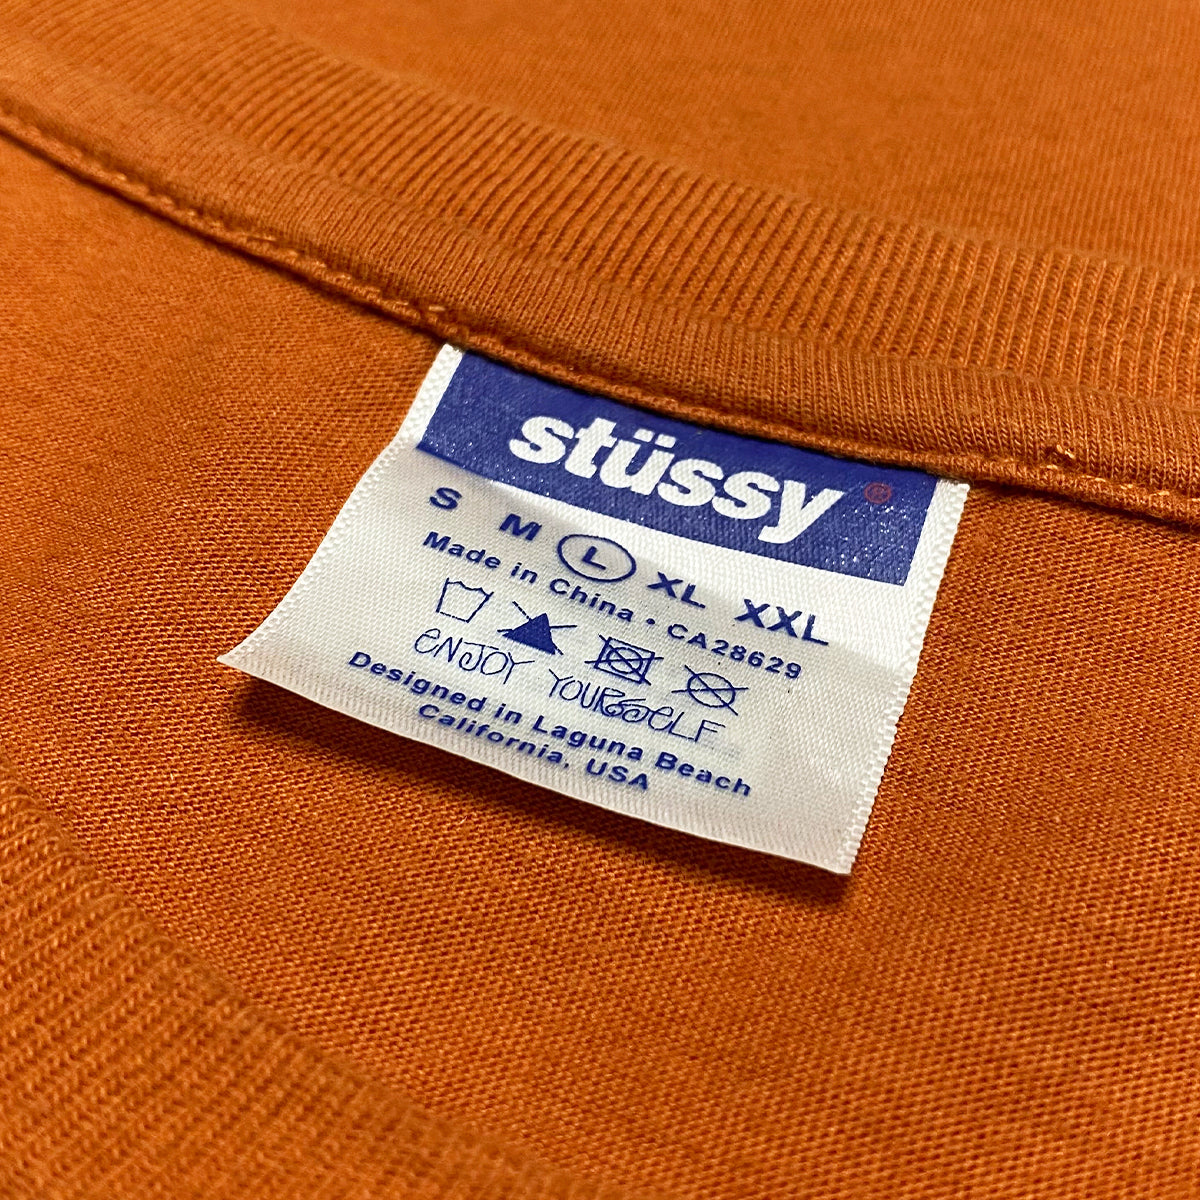 stüssy ®
S M L XL XXL
Made in China • CA28629
ENJOY YOURSELF
Designed in Laguna Beach
California, USA